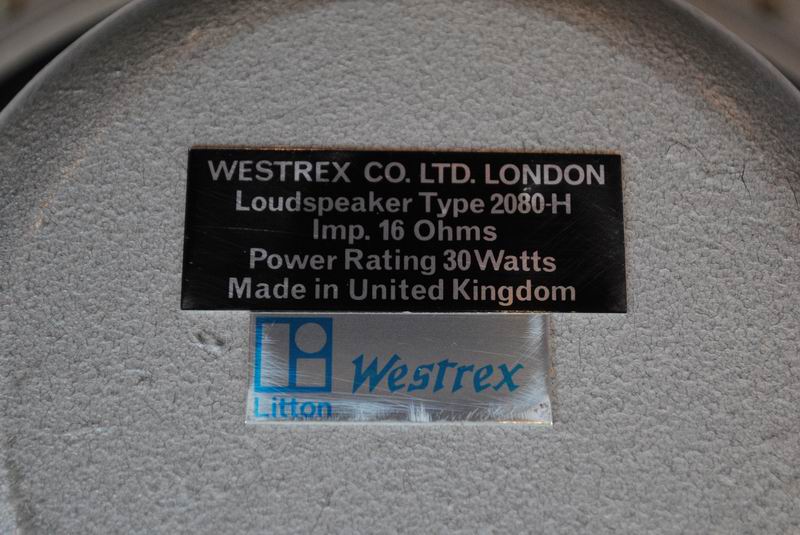 WESTREX CO. LTD. LONDON
Loudspeaker Type 2080-H
Imp. 16 Ohms
Power Rating 30 Watts
Made in United Kingdom
Westrex
Litton